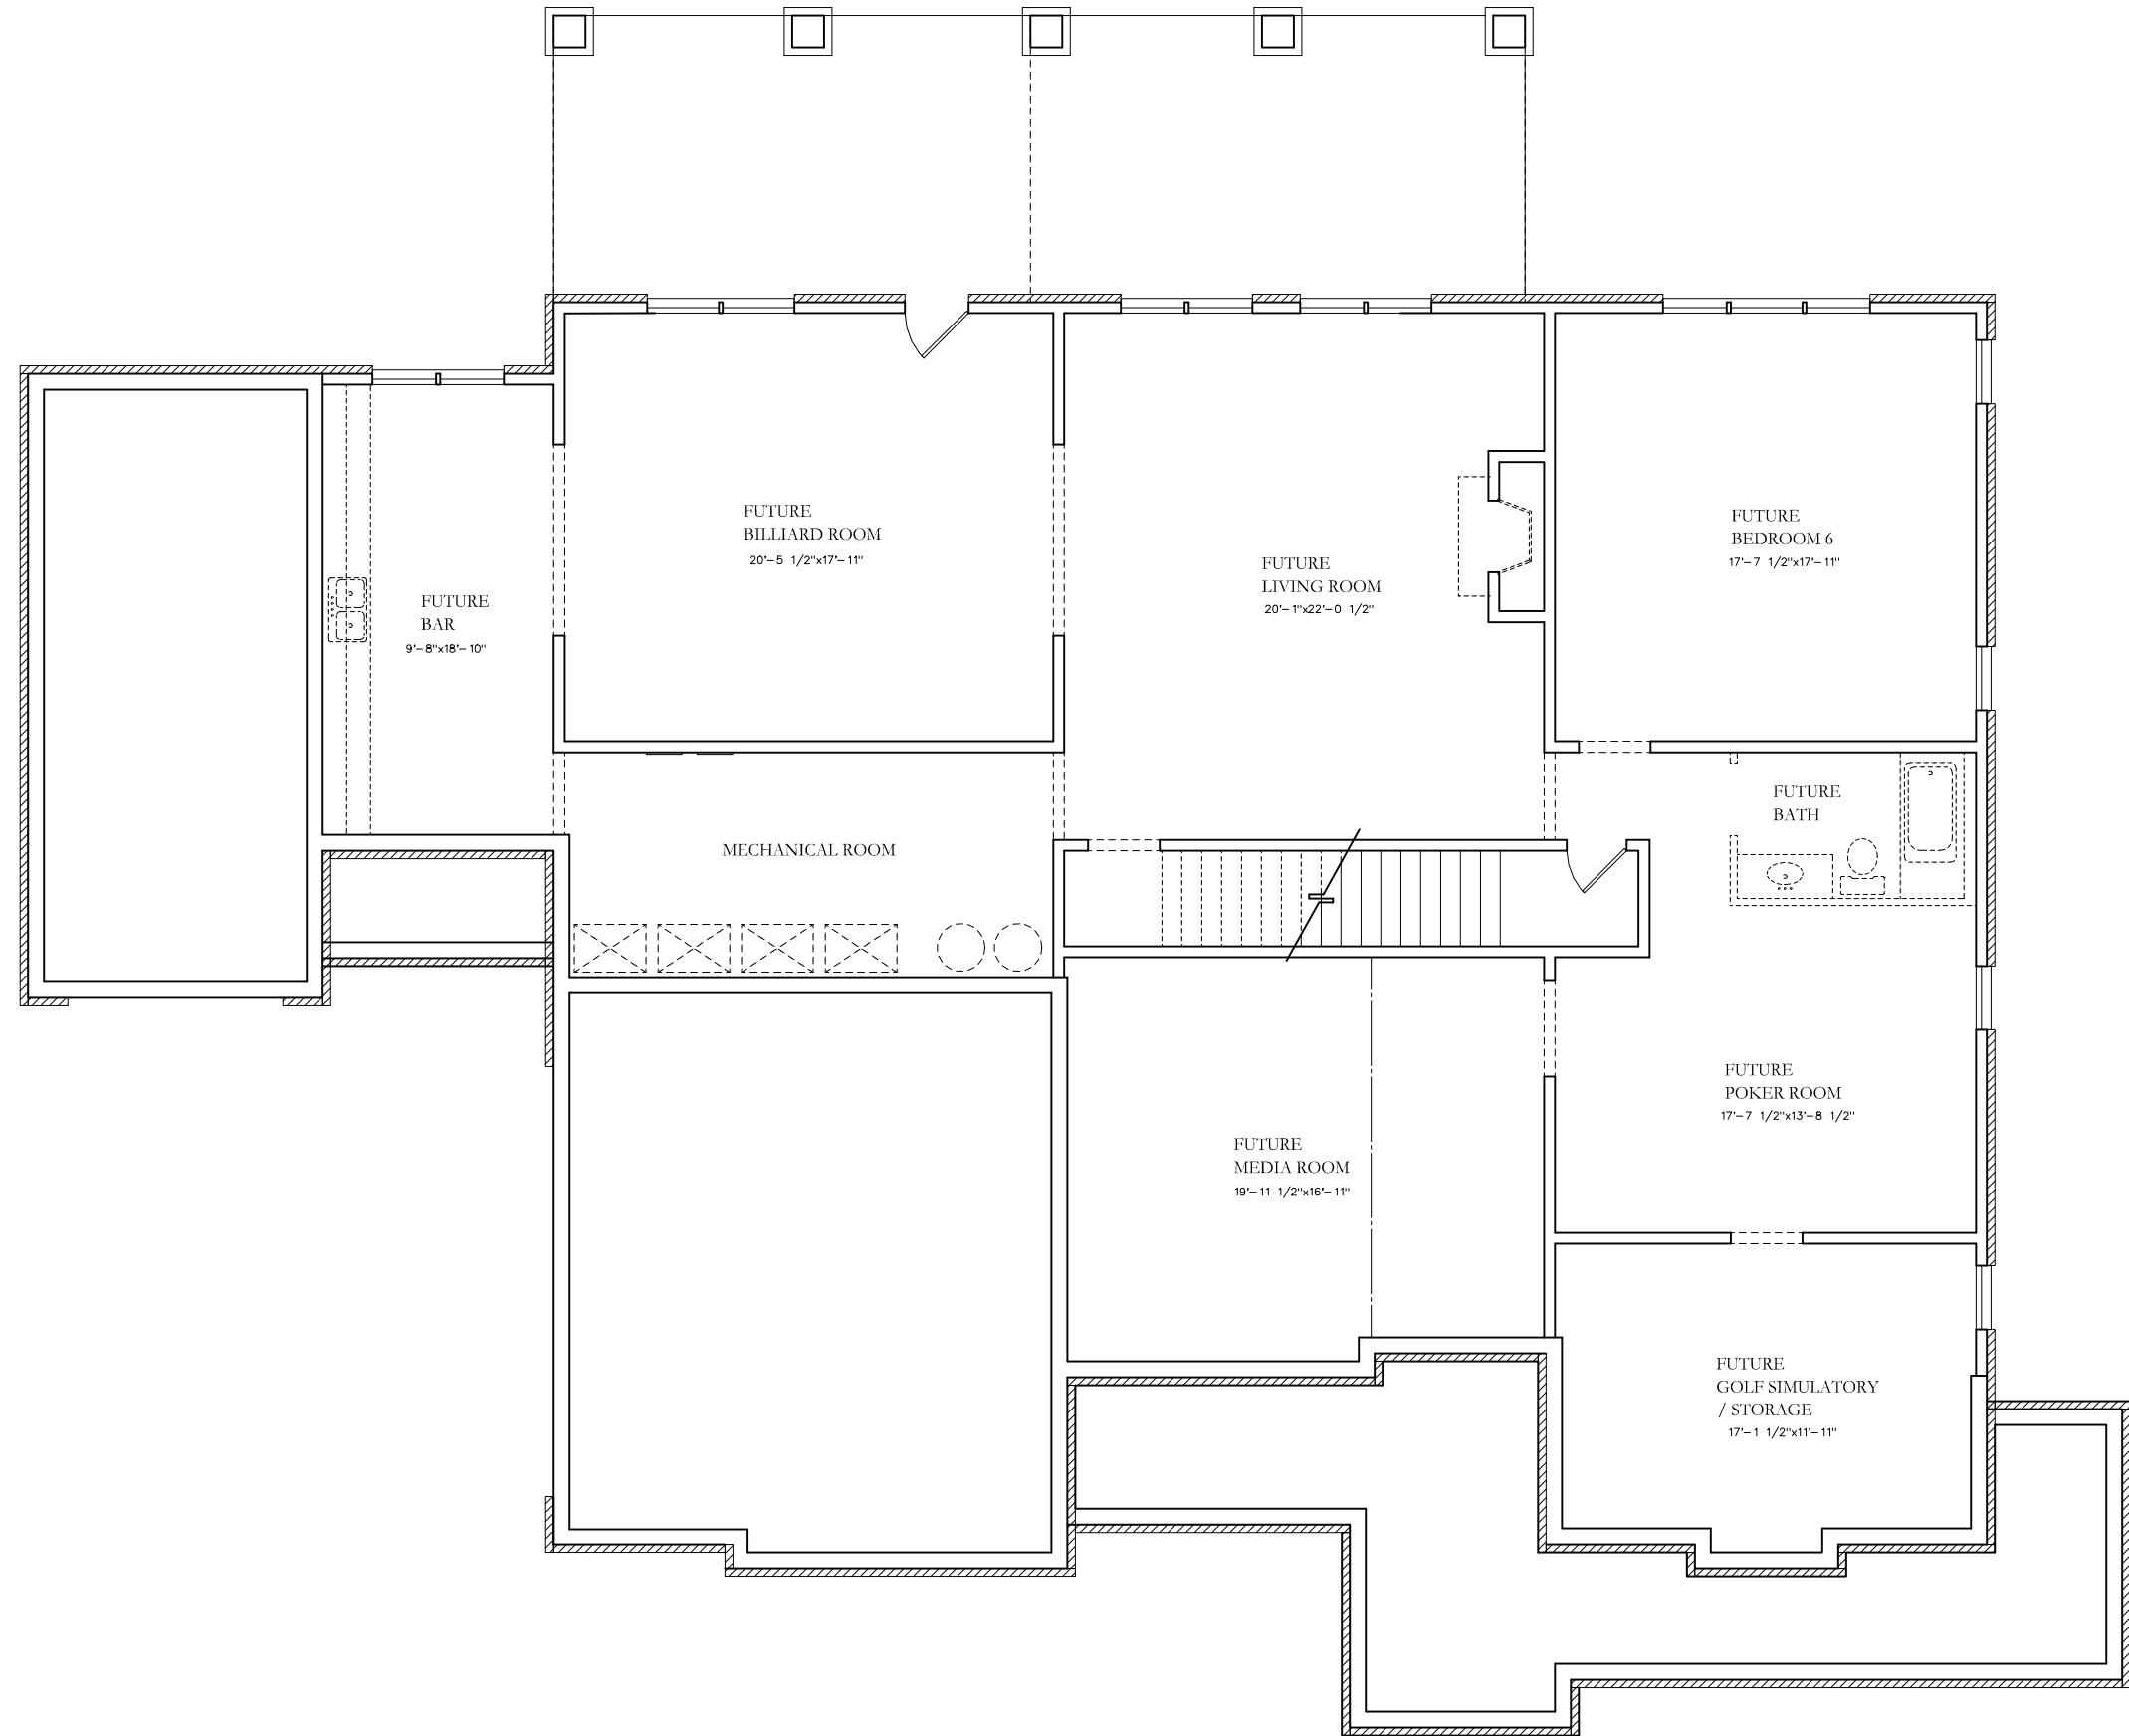 FUTURE
BILLIARD ROOM
20'-5 1/2"x17'-11"
FUTURE
BEDROOM 6
17'-7 1/2"x17'-11"
FUTURE
LIVING ROOM
20'-1"x22'-0 1/2"
FUTURE
BAR
9'-8"x18'-10"
FUTURE
BATH
MECHANICAL ROOM
FUTURE
POKER ROOM
17'-7 1/2"x13'-8 1/2"
FUTURE
MEDIA ROOM
19'-11 1/2"x16'-11"
FUTURE
GOLF SIMULATORY
/ STORAGE
17'-1 1/2"x11'-11"